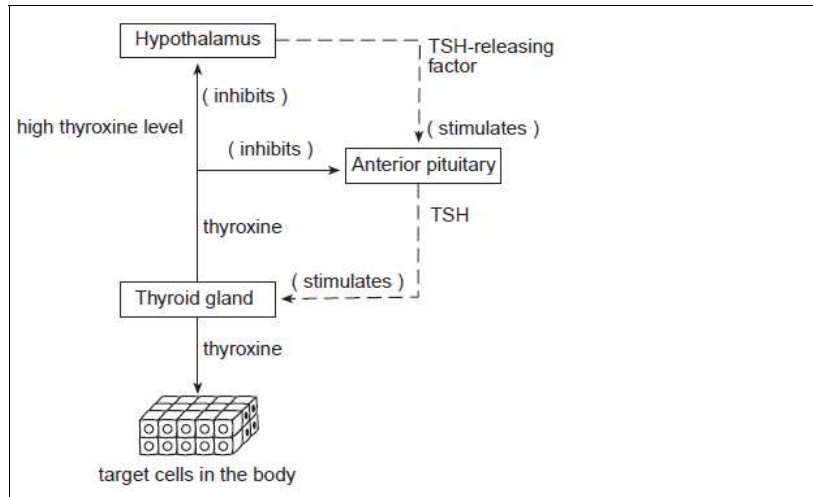 Hypothalamus
TSH-releasing
factor
( inhibits )
high thyroxine level
( stimulates )
( inhibits )
Anterior pituitary
TSH
thyroxine
( stimulates )
Thyroid gland
thyroxine
target cells in the body